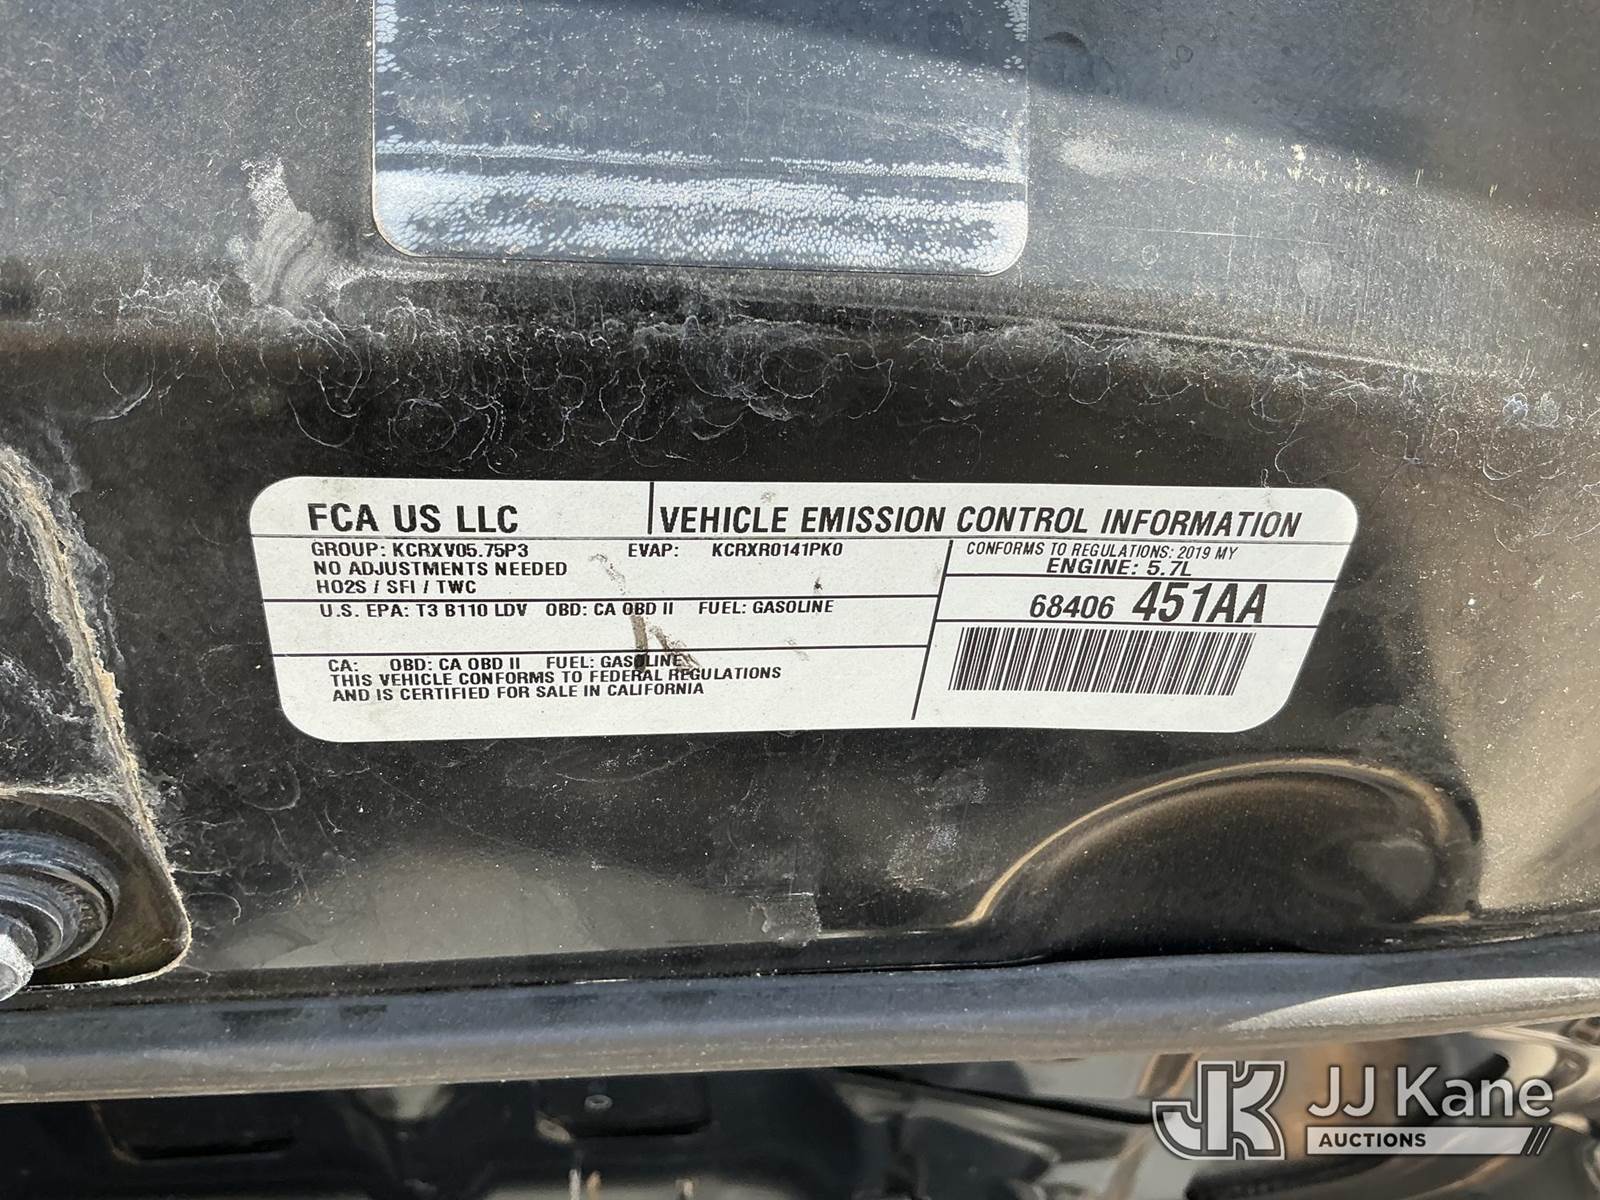 FCA US LLC
VEHICLE EMISSION CONTROL INFORMATION
GROUP: KCRXV05.75P3 EVAP: KCRXR0141PK0
NO ADJUSTMENTS NEEDED
HO2S / SFI / TWC
CONFORMS TO REGULATIONS: 2019 MY
ENGINE: 5.7L
U.S. EPA: T3 B110 LDV OBD: CA OBD II FUEL: GASOLINE
68406 451AA
CA: OBD: CA OBD II FUEL: GASOLINE
THIS VEHICLE CONFORMS TO FEDERAL REGULATIONS
AND IS CERTIFIED FOR SALE IN CALIFORNIA
JK JJ Kane
AUCTIONS